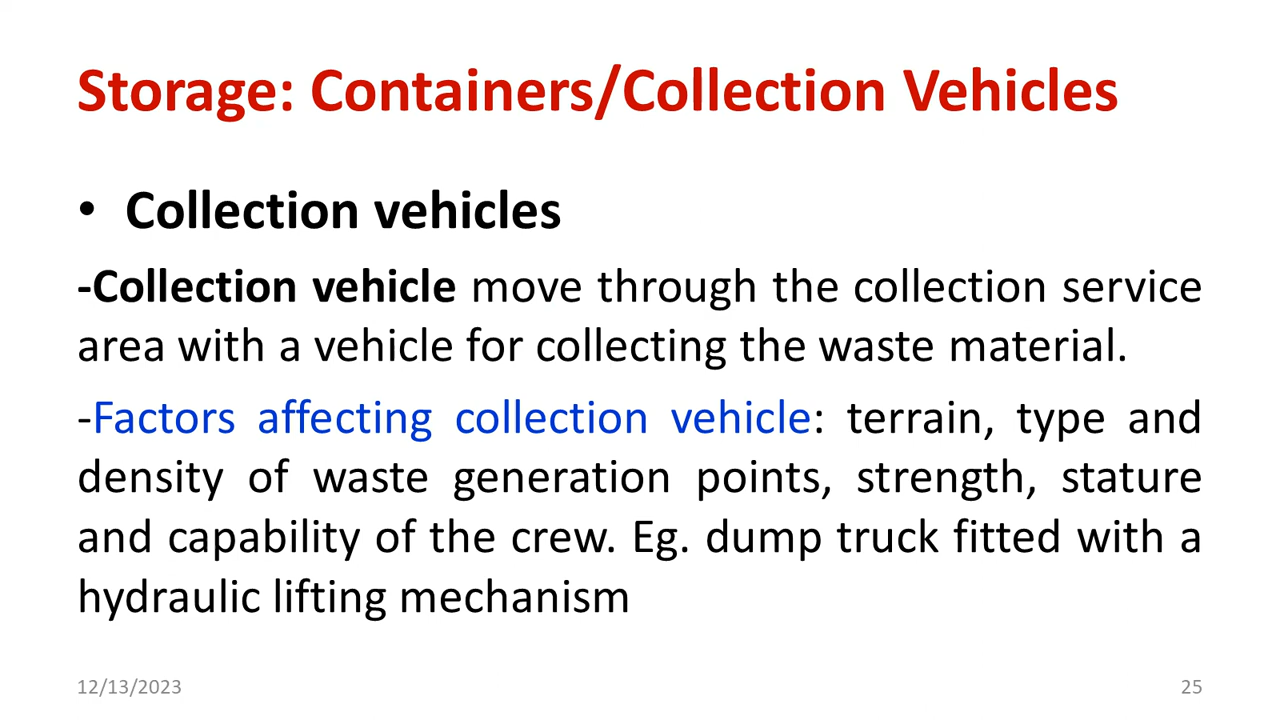 Storage: Containers/Collection Vehicles
• Collection vehicles
-Collection vehicle move through the collection service
area with a vehicle for collecting the waste material.
-Factors affecting collection vehicle: terrain, type and
density of waste generation points, strength, stature
and capability of the crew. Eg. dump truck fitted with a
hydraulic lifting mechanism
12/13/2023
25